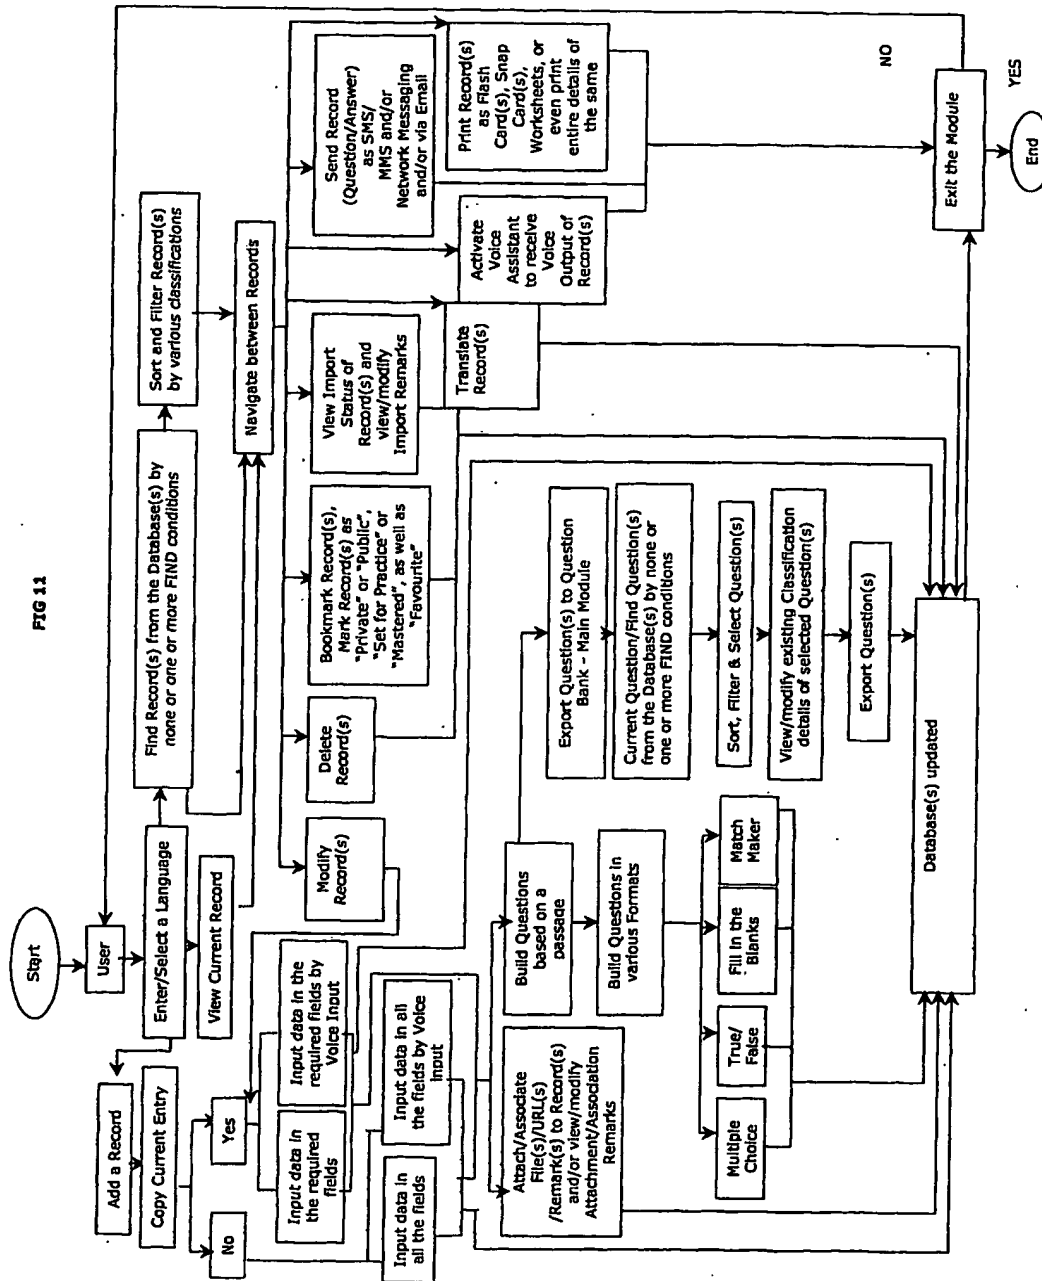 FIG 11
Start
User
Enter/Select a Language
View Current Record
Add a Record
Copy Current Entry
Yes
No
Find Record(s) from the Database(s) by
none or one or more FIND conditions
Sort and Filter Record(s)
by various classifications
Navigate between Records
Modify
Record(s)
Delete
Record(s)
Bookmark Record(s),
Mark Record(s) as
"Private" or "Public",
"Set for Practice" or
"Mastered", as well as
"Favourite"
View Import
Status of
Record(s) and
view/modify
Import Remarks
Translate
Record(s)
Activate
Voice
Assistant
to receive
Voice
Output of
Record(s)
Send Record
(Question/Answer)
as SMS/
MMS and/or
Network Messaging
and/or via Email
Print Record(s)
as Flash
Card(s), Snap
Card(s),
Worksheets, or
even print
entire details of
the same
Input data in
the required
fields
Input data in the
required fields by
Voice Input
Input data in
all the fields
Input data in all
the fields by Voice
Input
Attach/Associate
File(s)/URL(s)
/Remark(s) to Record(s)
and/or view/modify
Attachment/Association
Remarks
Build Questions
based on a
passage
Build Questions in
various Formats
Multiple
Choice
True/
False
Fill In the
Blanks
Match
Maker
Export Question(s) to Question
Bank – Main Module
Current Question/Find Question(s)
from the Database(s) by none or
one or more FIND conditions
Sort, Filter & Select Question(s)
View/modify existing Classification
details of selected Question(s)
Export Question(s)
Database(s) updated
Exit the Module
NO
YES
End